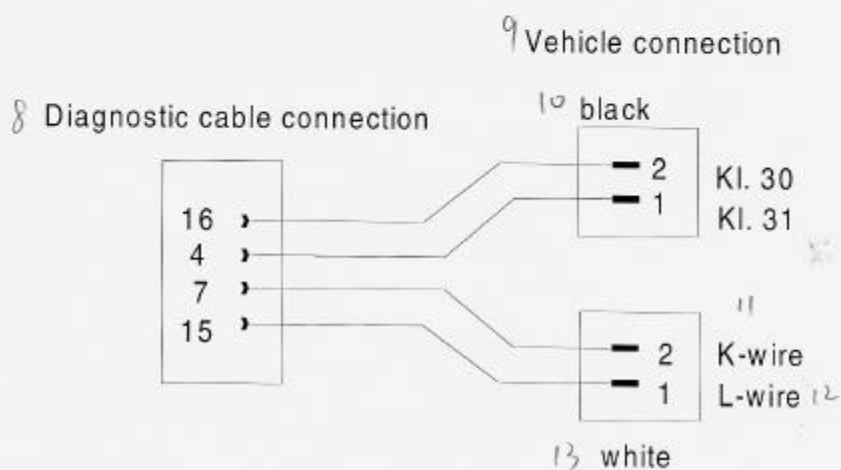 9 Vehicle connection
8 Diagnostic cable connection
10 black
16
4
7
15
2 Kl. 30
1 Kl. 31
11
2 K-wire
1 L-wire 12
13 white